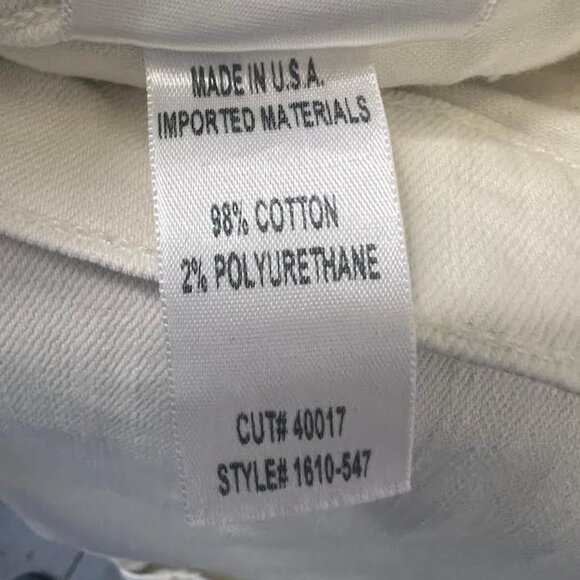 MADE IN U.S.A.
IMPORTED MATERIALS
98% COTTON
2% POLYURETHANE
CUT# 40017
STYLE# 1610-547